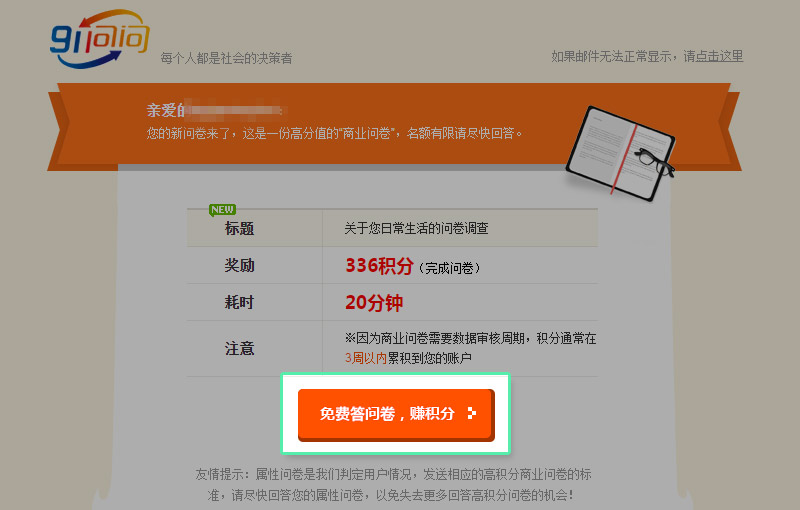 91问问
每个人都是社会的决策者
如果邮件无法正常显示，请点击这里
亲爱的
您的新问卷来了，这是一份高分值的“商业问卷”，名额有限请尽快回答。
NEW
标题 关于您日常生活的问卷调查
奖励 336积分（完成问卷）
耗时 20分钟
注意 ※因为商业问卷需要数据审核周期，积分通常在
3周以内累积到您的账户
免费答问卷，赚积分
友情提示：属性问卷是我们判定用户情况，发送相应的高积分商业问卷的标
准，请尽快回答您的属性问卷，以免失去更多回答高积分问卷的机会！